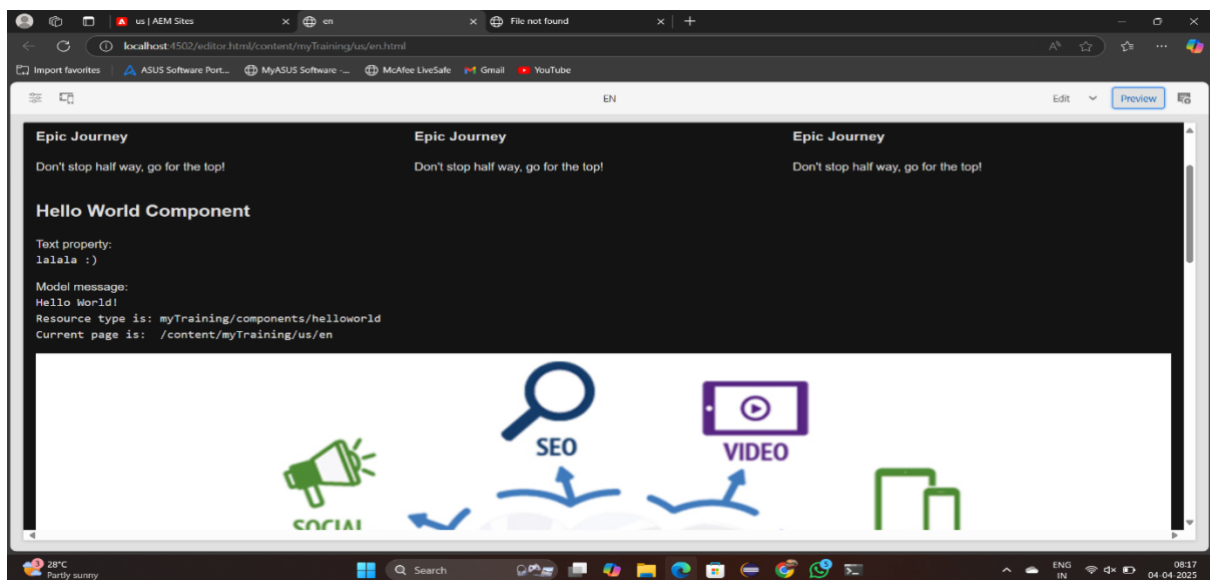 us | AEM Sites
en
File not found
localhost:4502/editor.html/content/myTraining/us/en.html
Import favorites
ASUS Software Port...
MyASUS Software -...
McAfee LiveSafe
Gmail
YouTube
EN
Edit
Preview
Epic Journey
Don't stop half way, go for the top!
Epic Journey
Don't stop half way, go for the top!
Epic Journey
Don't stop half way, go for the top!
Hello World Component
Text property:
lalala :)
Model message:
Hello World!
Resource type is: myTraining/components/helloworld
Current page is: /content/myTraining/us/en
SEO
VIDEO
SOCIAL
3
28°C
Partly sunny
Search
ENG
IN
08:17
04-04-2025